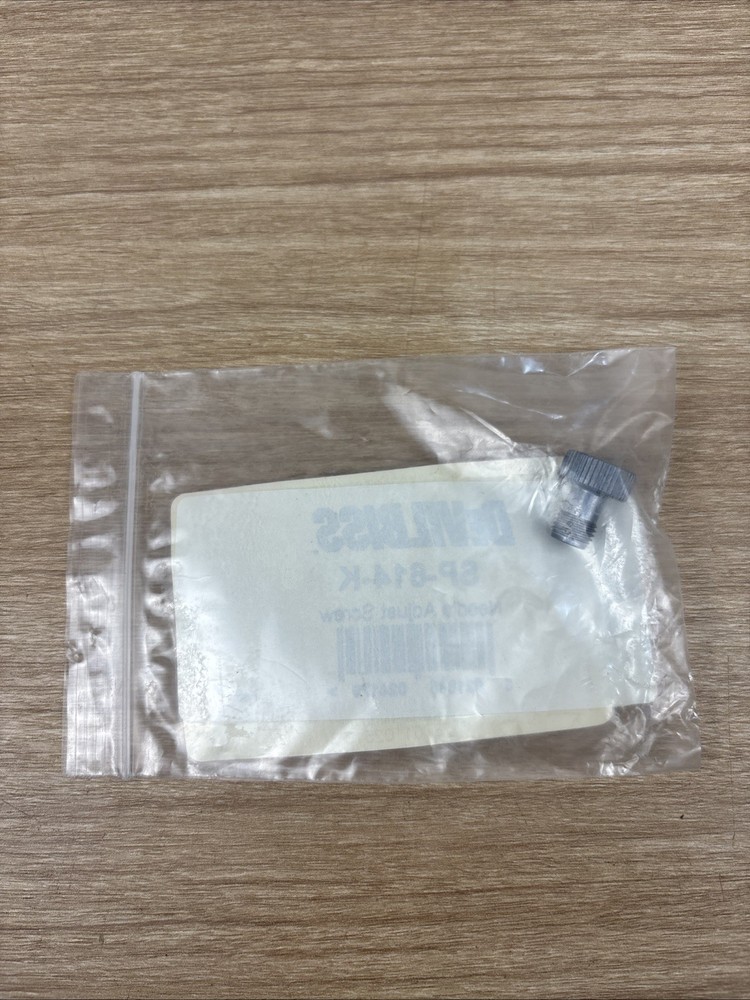 DeVILBISS
SP-614-K
Needle Adjust Screw